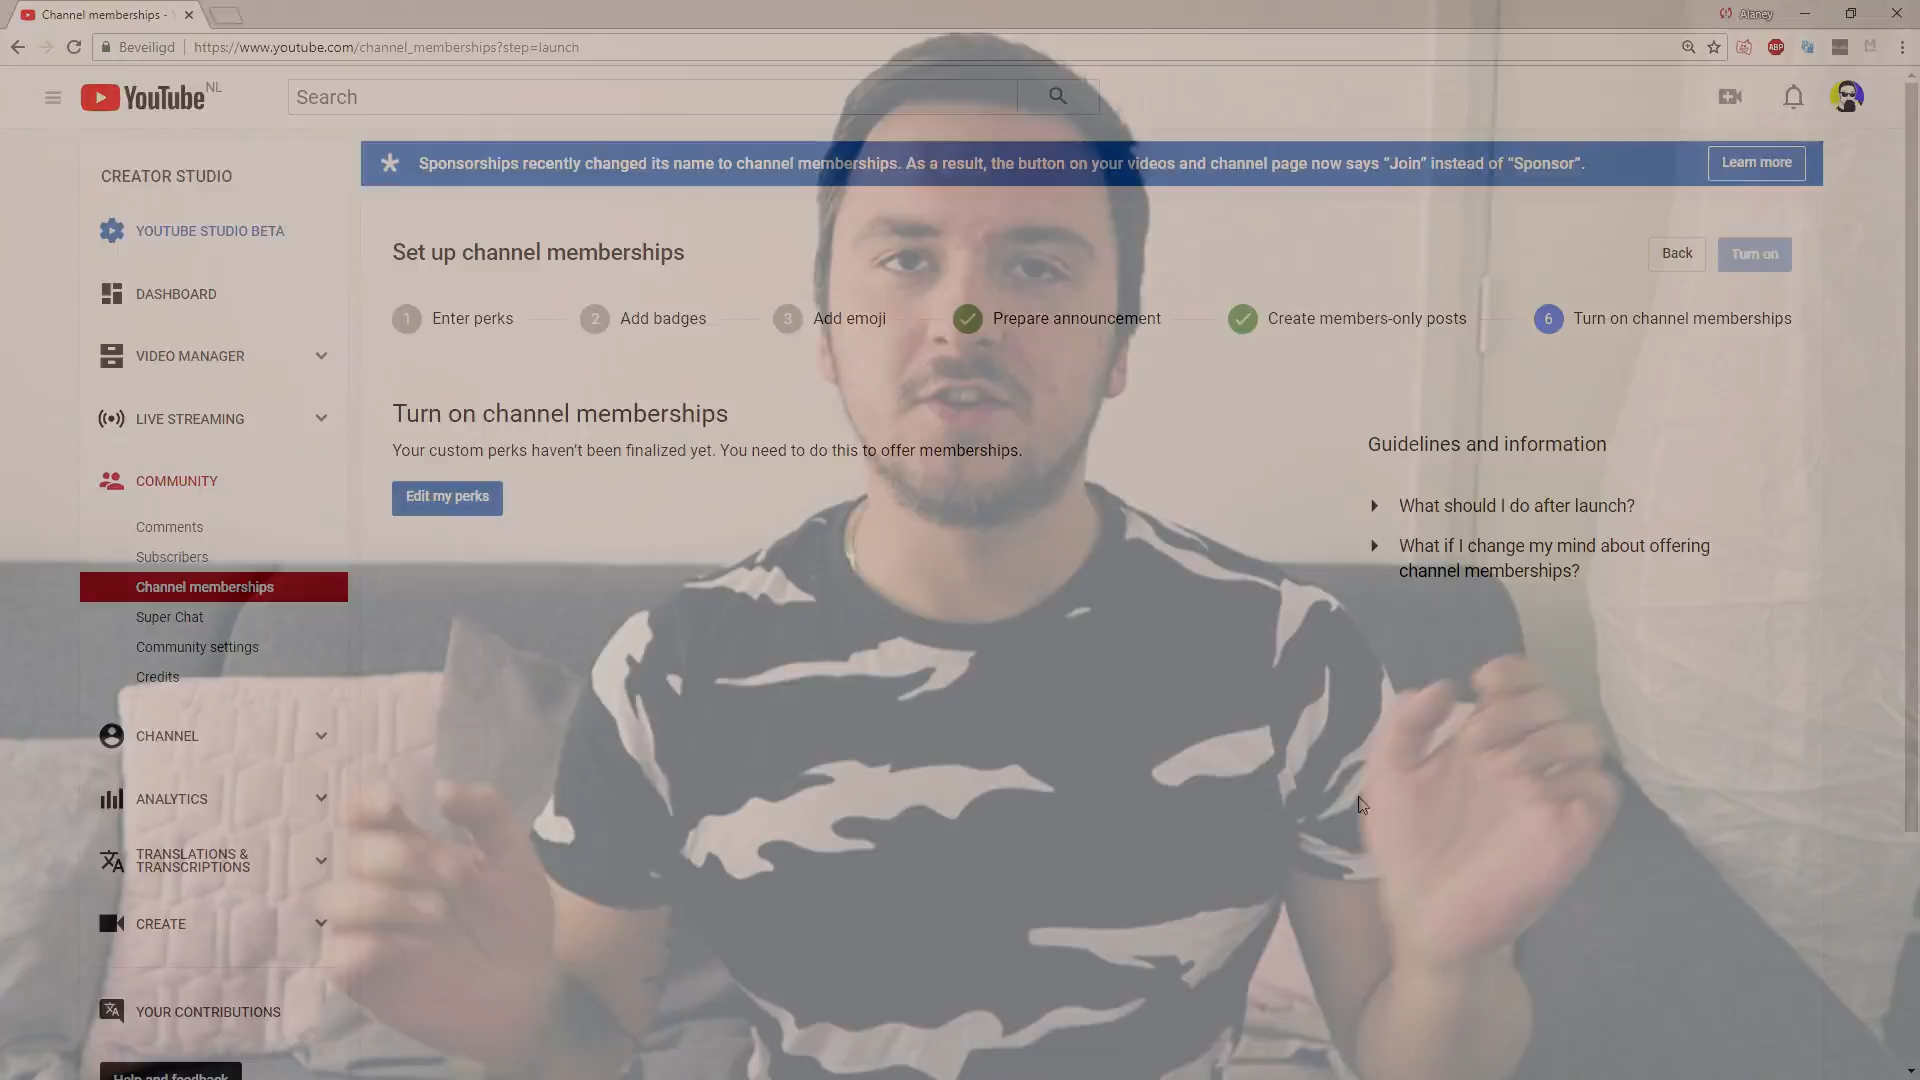 Channel memberships -
Alaney
Beveiligd
https://www.youtube.com/channel_memberships?step=launch
ABP
YouTube NL
Search
CREATOR STUDIO
Sponsorships recently changed its name to channel memberships. As a result, the button on your videos and channel page now says “Join” instead of “Sponsor”.
Learn more
YOUTUBE STUDIO BETA
Set up channel memberships
Back
Turn on
DASHBOARD
1 Enter perks
2 Add badges
3 Add emoji
Prepare announcement
Create members-only posts
6 Turn on channel memberships
VIDEO MANAGER
LIVE STREAMING
Turn on channel memberships
Your custom perks haven’t been finalized yet. You need to do this to offer memberships.
Edit my perks
Guidelines and information
What should I do after launch?
What if I change my mind about offering
channel memberships?
COMMUNITY
Comments
Subscribers
Channel memberships
Super Chat
Community settings
Credits
CHANNEL
ANALYTICS
TRANSLATIONS &
TRANSCRIPTIONS
CREATE
YOUR CONTRIBUTIONS
Help and feedback